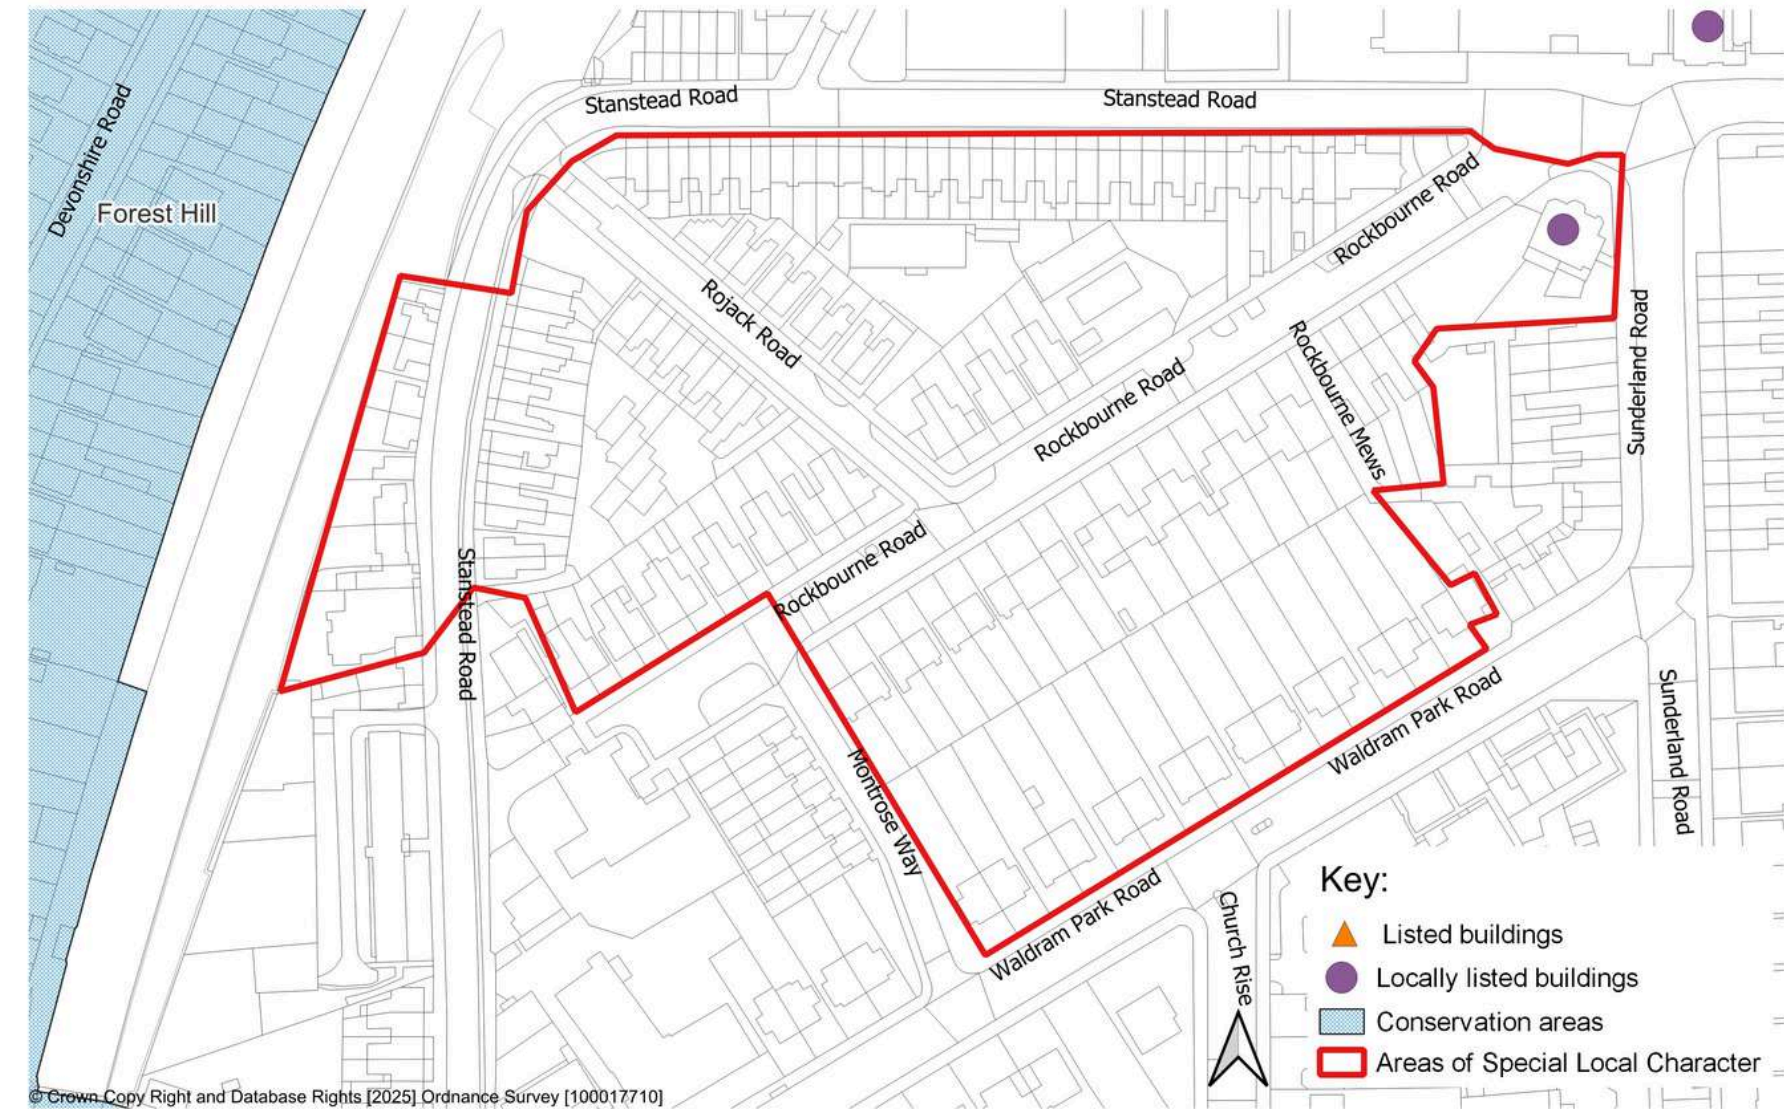 Stanstead Road
Stanstead Road
Devonshire Road
Forest Hill
Rockbourne Road
Rojack Road
Rockbourne Road
Rockbourne Mews
Sunderland Road
Rockbourne Road
Stanstead Road
Montrose Way
Waldram Park Road
Sunderland Road
Waldram Park Road
Church Rise
Key:
Listed buildings
Locally listed buildings
Conservation areas
Areas of Special Local Character
© Crown Copy Right and Database Rights [2025] Ordnance Survey [100017710]